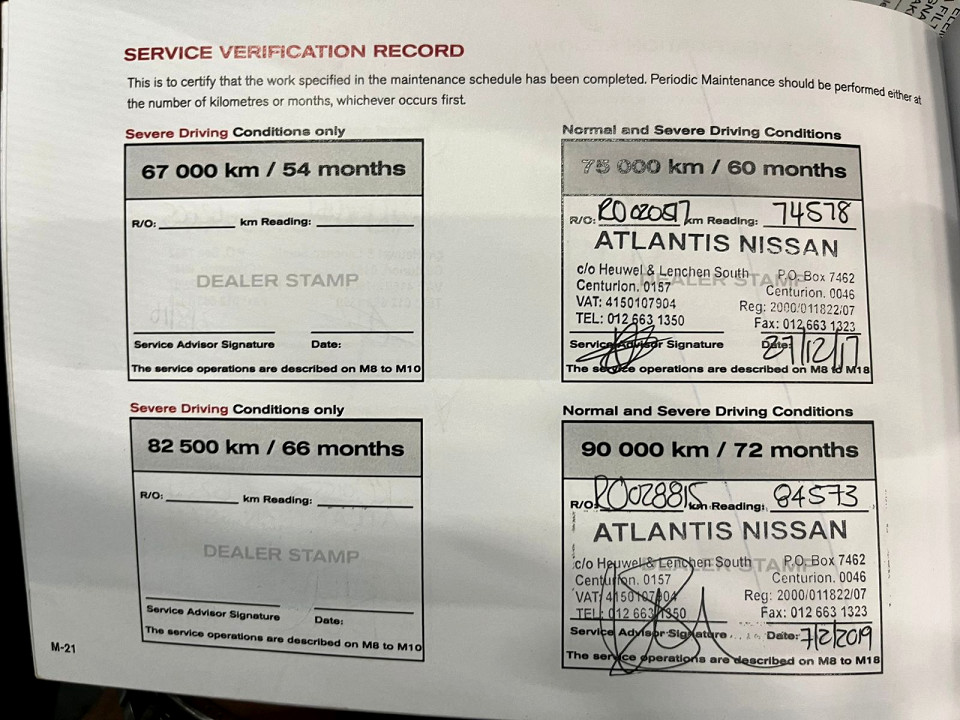 SERVICE VERIFICATION RECORD
This is to certify that the work specified in the maintenance schedule has been completed. Periodic Maintenance should be performed either at
the number of kilometres or months, whichever occurs first.
Severe Driving Conditions only
67 000 km / 54 months
R/O: km Reading:
DEALER STAMP
Service Advisor Signature Date:
The service operations are described on M8 to M10
Normal and Severe Driving Conditions
75 000 km / 60 months
R/O: km Reading: 74578
ATLANTIS NISSAN
DEALER STAMP
c/o Heuwel & Lenchen South P.O. Box 7462
Centurion. 0157 Centurion. 0046
VAT: 4150107904 Reg: 2000/011822/07
TEL: 012 663 1350 Fax: 012 663 1323
Service Advisor Signature Date: 27/12/17
The service operations are described on M8 to M18
Severe Driving Conditions only
82 500 km / 66 months
R/O: km Reading:
DEALER STAMP
Service Advisor Signature Date:
The service operations are described on M8 to M10
Normal and Severe Driving Conditions
90 000 km / 72 months
R/O: RO028815 km Reading: 84573
ATLANTIS NISSAN
DEALER STAMP
c/o Heuwel & Lenchen South P.O. Box 7462
Centurion. 0157 Centurion. 0046
VAT: 4150107904 Reg: 2000/011822/07
TEL: 012 663 1350 Fax: 012 663 1323
Service Advisor Signature Date: 7/2/2019
The service operations are described on M8 to M18
M-21